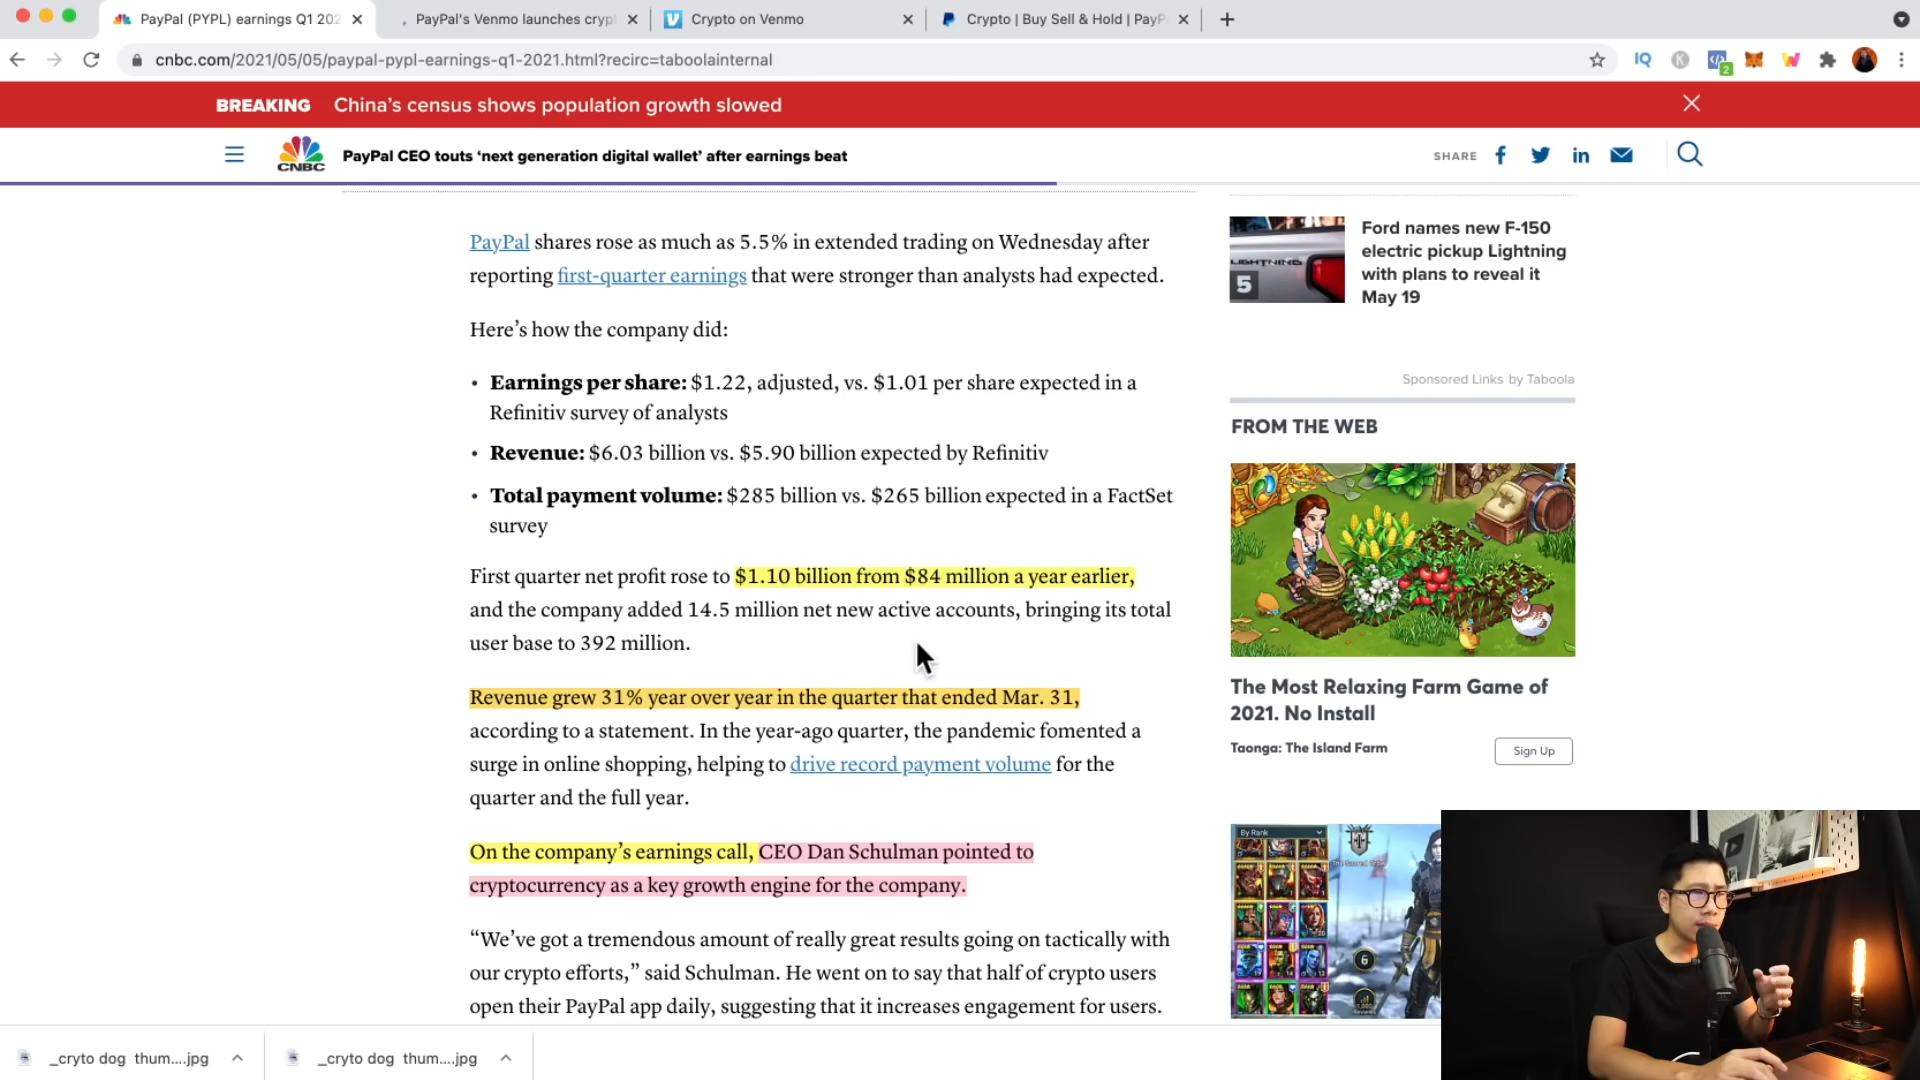 PayPal (PYPL) earnings Q1 202
PayPal's Venmo launches cryp
Crypto on Venmo
Crypto | Buy Sell & Hold | PayP
cnbc.com/2021/05/05/paypal-pypl-earnings-q1-2021.html?recirc=taboolainternal
IQ
K
2
BREAKING China's census shows population growth slowed
CNBC
PayPal CEO touts ‘next generation digital wallet’ after earnings beat
SHARE
PayPal shares rose as much as 5.5% in extended trading on Wednesday after
reporting first-quarter earnings that were stronger than analysts had expected.
Here’s how the company did:
• Earnings per share: $1.22, adjusted, vs. $1.01 per share expected in a
Refinitiv survey of analysts
• Revenue: $6.03 billion vs. $5.90 billion expected by Refinitiv
• Total payment volume: $285 billion vs. $265 billion expected in a FactSet
survey
First quarter net profit rose to $1.10 billion from $84 million a year earlier,
and the company added 14.5 million net new active accounts, bringing its total
user base to 392 million.
Revenue grew 31% year over year in the quarter that ended Mar. 31,
according to a statement. In the year-ago quarter, the pandemic fomented a
surge in online shopping, helping to drive record payment volume for the
quarter and the full year.
On the company’s earnings call, CEO Dan Schulman pointed to
cryptocurrency as a key growth engine for the company.
“We’ve got a tremendous amount of really great results going on tactically with
our crypto efforts,” said Schulman. He went on to say that half of crypto users
open their PayPal app daily, suggesting that it increases engagement for users.
LIGHTNING
5
Ford names new F-150
electric pickup Lightning
with plans to reveal it
May 19
Sponsored Links by Taboola
FROM THE WEB
The Most Relaxing Farm Game of
2021. No Install
Taonga: The Island Farm
Sign Up
By Rank
6
_cryto dog thum....jpg
_cryto dog thum....jpg